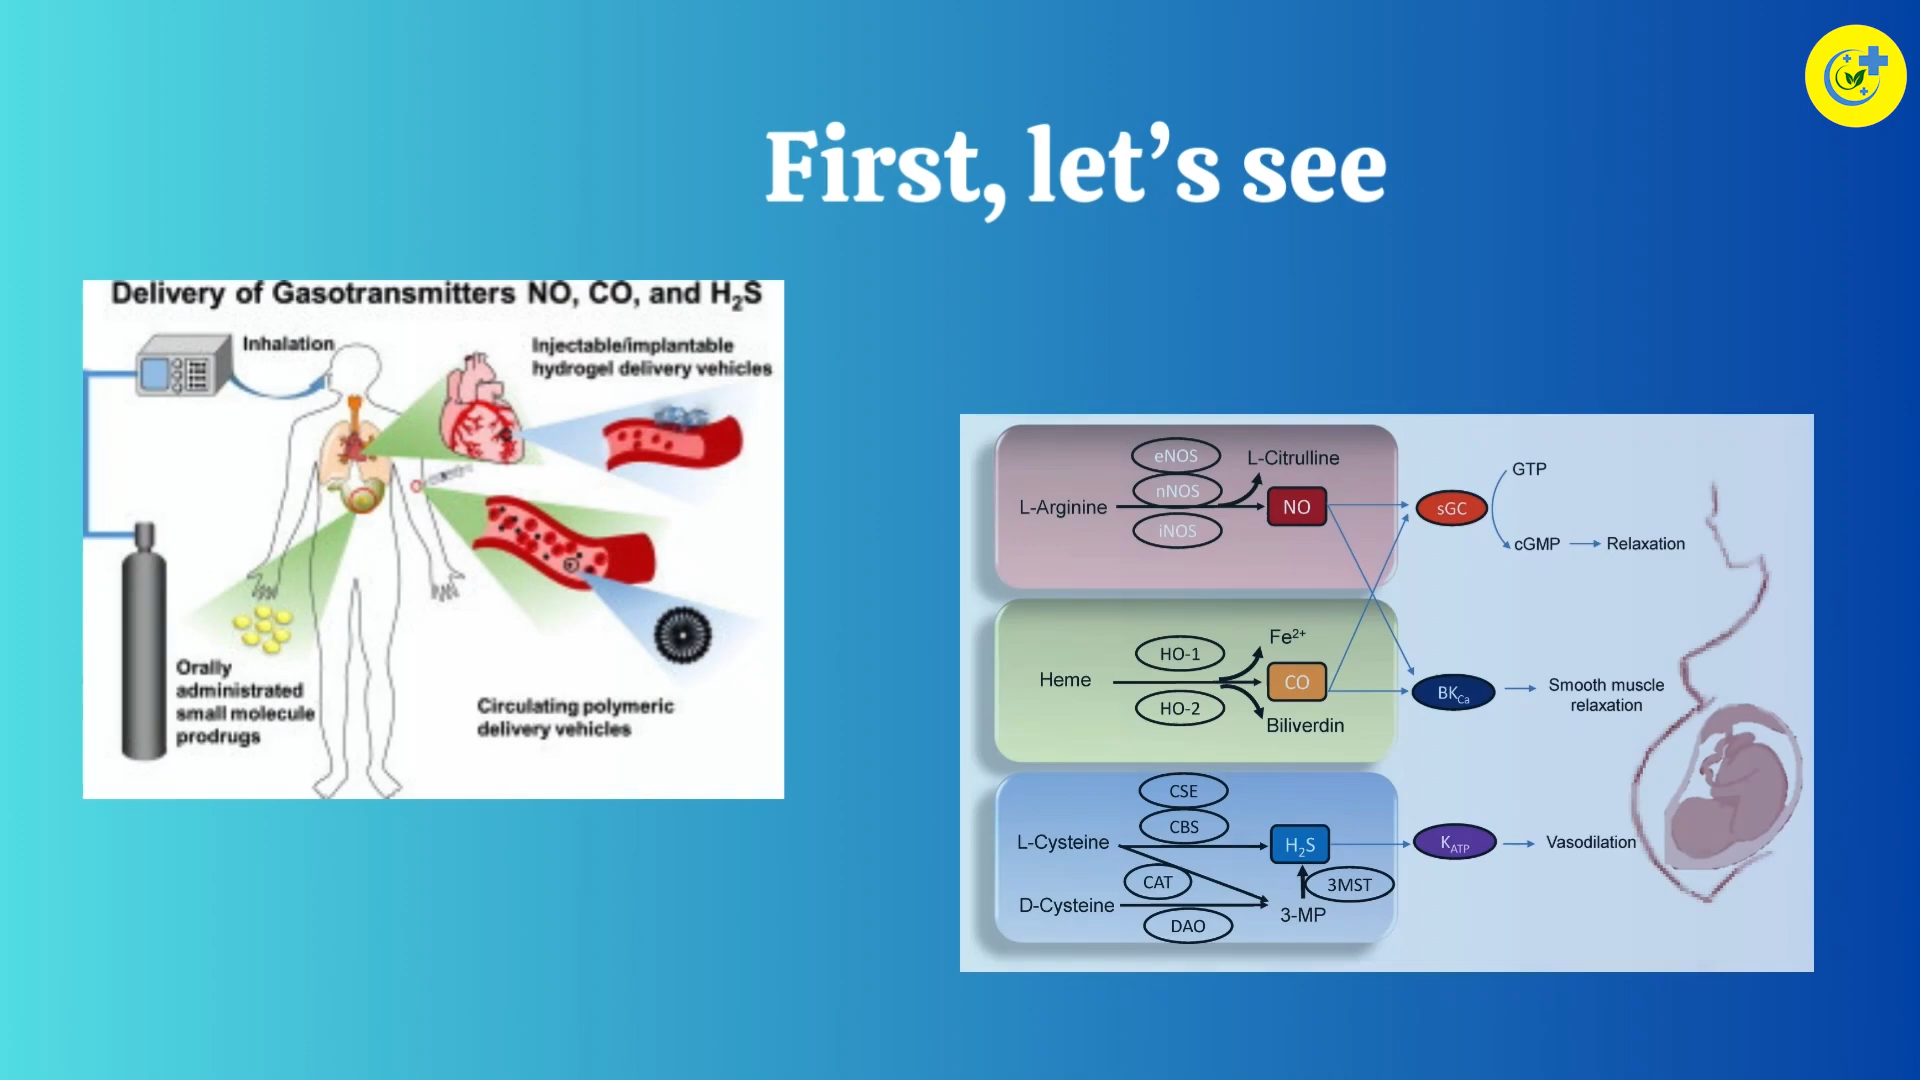 First, let’s see
Delivery of Gasotransmitters NO, CO, and H₂S
Inhalation
Injectable/implantable
hydrogel delivery vehicles
Orally
administrated
small molecule
prodrugs
Circulating polymeric
delivery vehicles
eNOS
L-Citrulline
nNOS
L-Arginine
NO
iNOS
sGC
GTP
cGMP
Relaxation
HO-1
Fe²⁺
Heme
CO
HO-2
Biliverdin
BKCa
Smooth muscle
relaxation
CSE
CBS
L-Cysteine
H₂S
CAT
3MST
D-Cysteine
3-MP
DAO
KATP
Vasodilation